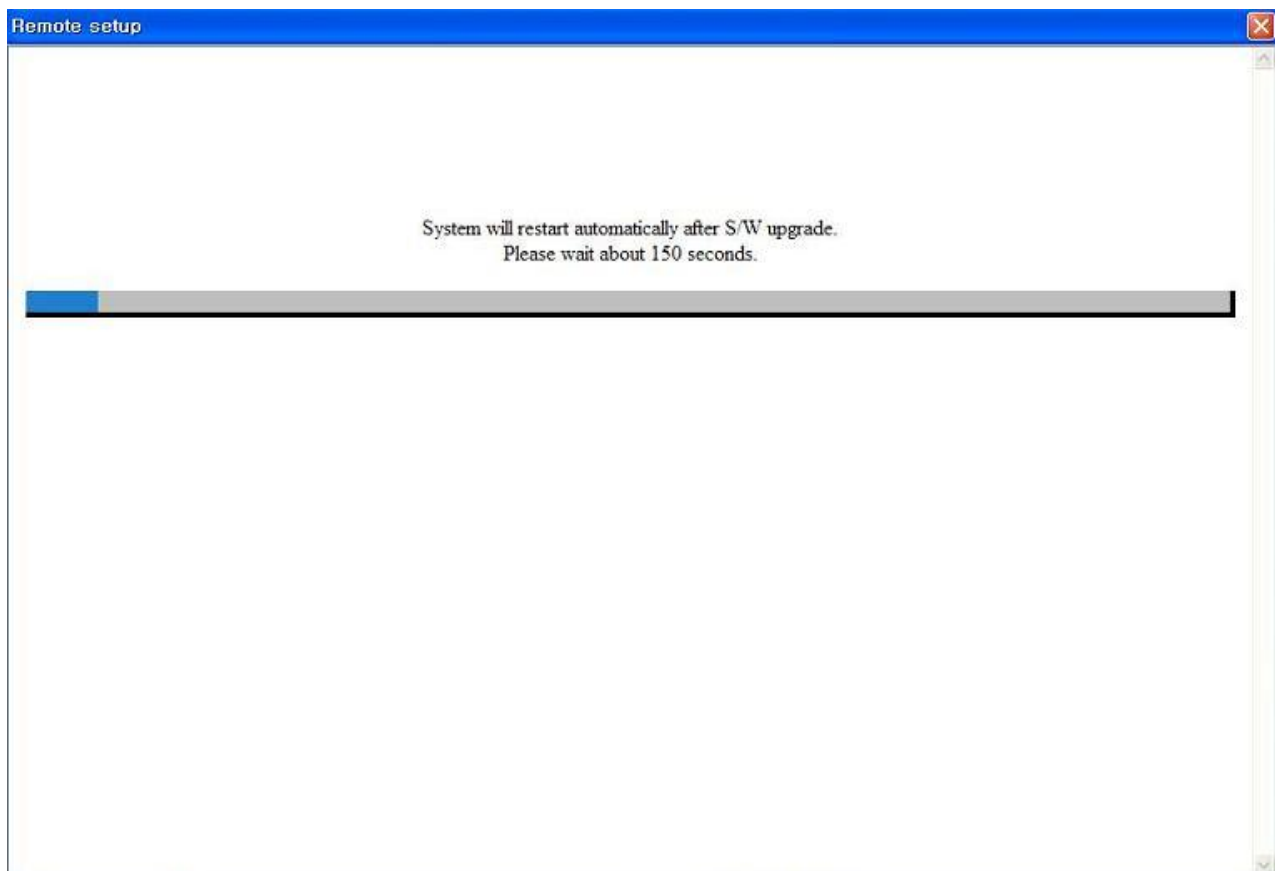 Remote setup
System will restart automatically after S/W upgrade.
Please wait about 150 seconds.